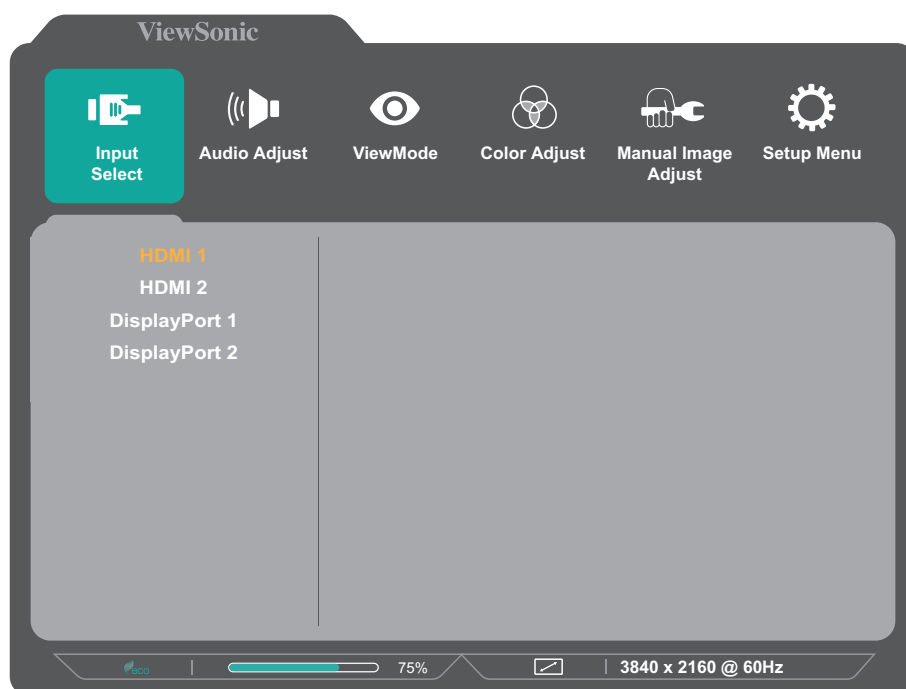 ViewSonic
Input
Select
Audio Adjust
ViewMode
Color Adjust
Manual Image
Adjust
Setup Menu
HDMI 1
HDMI 2
DisplayPort 1
DisplayPort 2
eco
75%
3840 x 2160 @ 60Hz